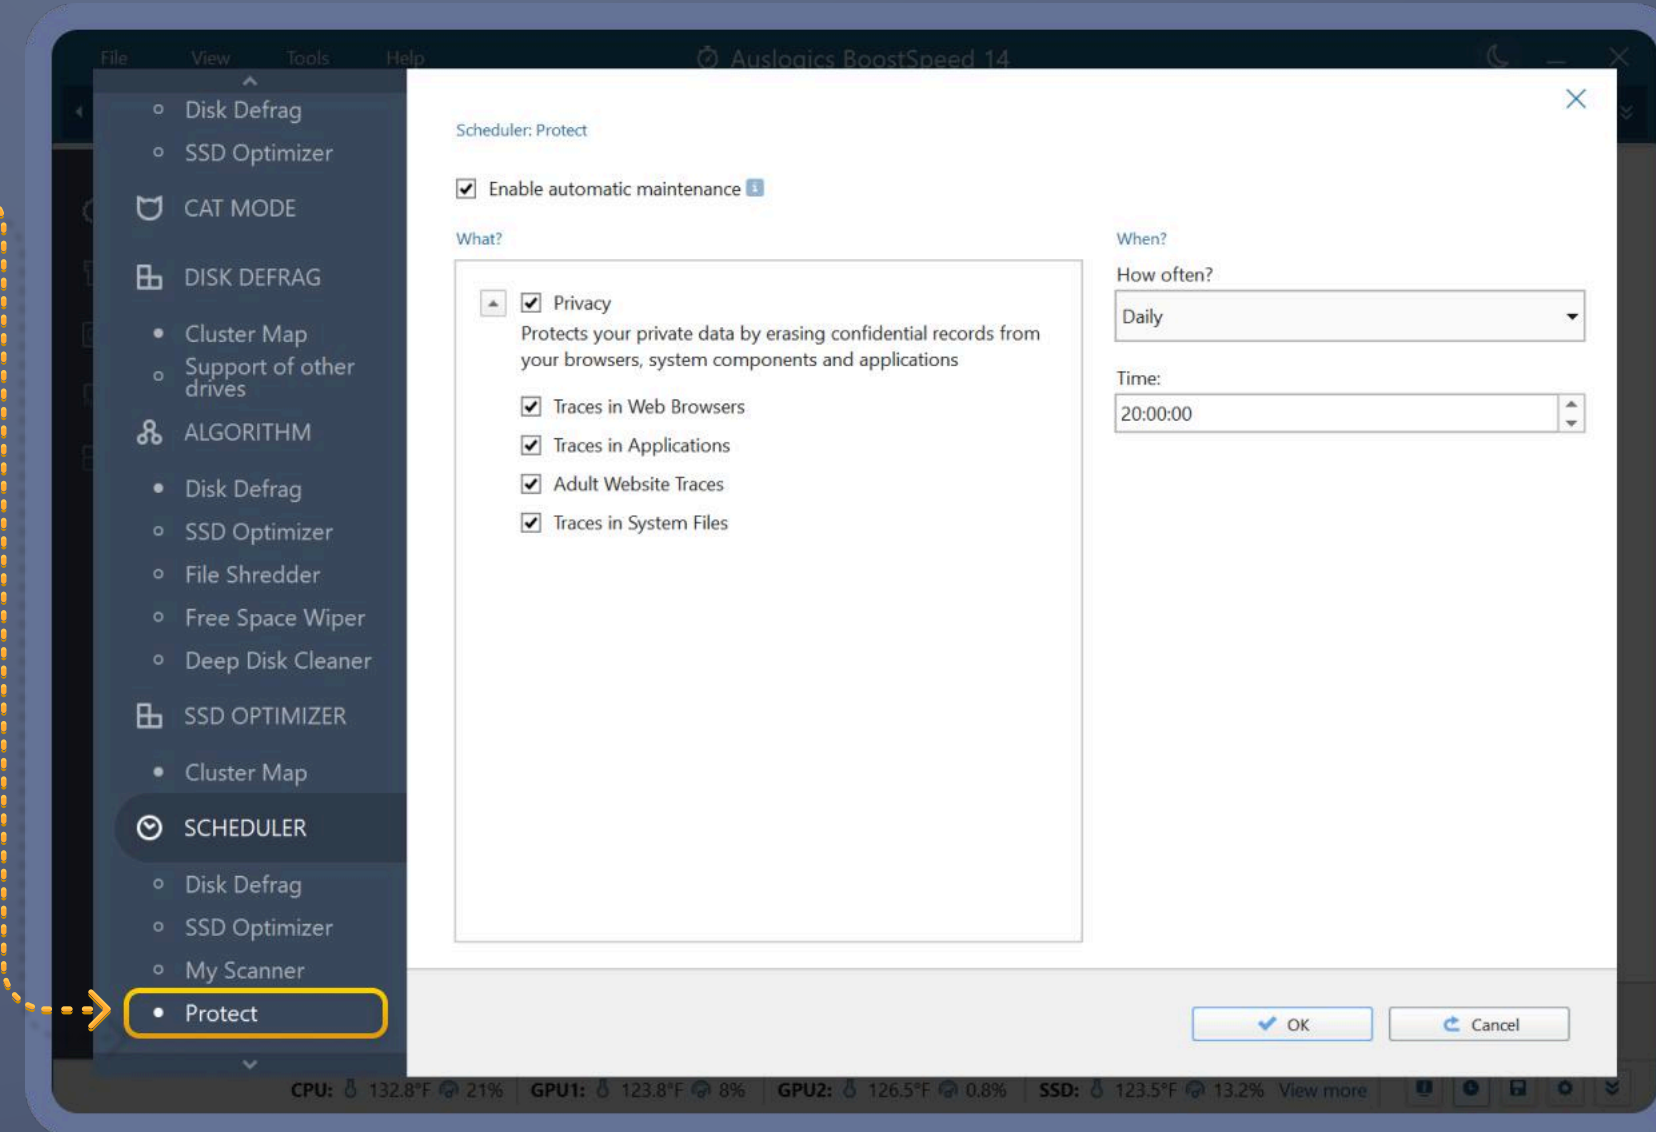 File View Tools Help Auslogics BoostSpeed 14
Disk Defrag
SSD Optimizer
CAT MODE
DISK DEFRAG
Cluster Map
Support of other
drives
ALGORITHM
Disk Defrag
SSD Optimizer
File Shredder
Free Space Wiper
Deep Disk Cleaner
SSD OPTIMIZER
Cluster Map
SCHEDULER
Disk Defrag
SSD Optimizer
My Scanner
Protect
Scheduler: Protect
Enable automatic maintenance
What?
Privacy
Protects your private data by erasing confidential records from
your browsers, system components and applications
Traces in Web Browsers
Traces in Applications
Adult Website Traces
Traces in System Files
When?
How often?
Daily
Time:
20:00:00
OK Cancel
CPU: 132.8°F 21% GPU1: 123.8°F 8% GPU2: 126.5°F 0.8% SSD: 123.5°F 13.2% View more